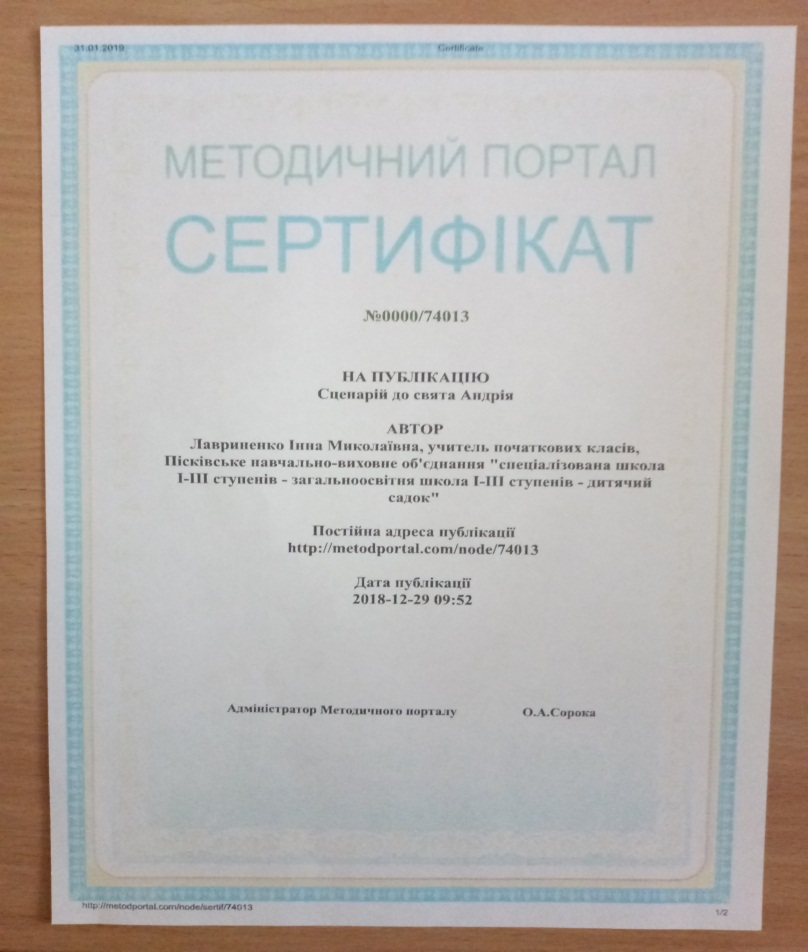 31.01.2019
Certificate
МЕТОДИЧНИЙ ПОРТАЛ
СЕРТИФІКАТ
№0000/74013
НА ПУБЛІКАЦІЮ
Сценарій до свята Андрія
АВТОР
Лавриненко Інна Миколаївна, учитель початкових класів,
Пісківське навчально-виховне об'єднання "спеціалізована школа
І-ІІІ ступенів - загальноосвітня школа І-ІІІ ступенів - дитячий
садок"
Постійна адреса публікації
http://metodportal.com/node/74013
Дата публікації
2018-12-29 09:52
Адміністратор Методичного порталу О.А.Сорока
http://metodportal.com/node/sertif/74013
1/2